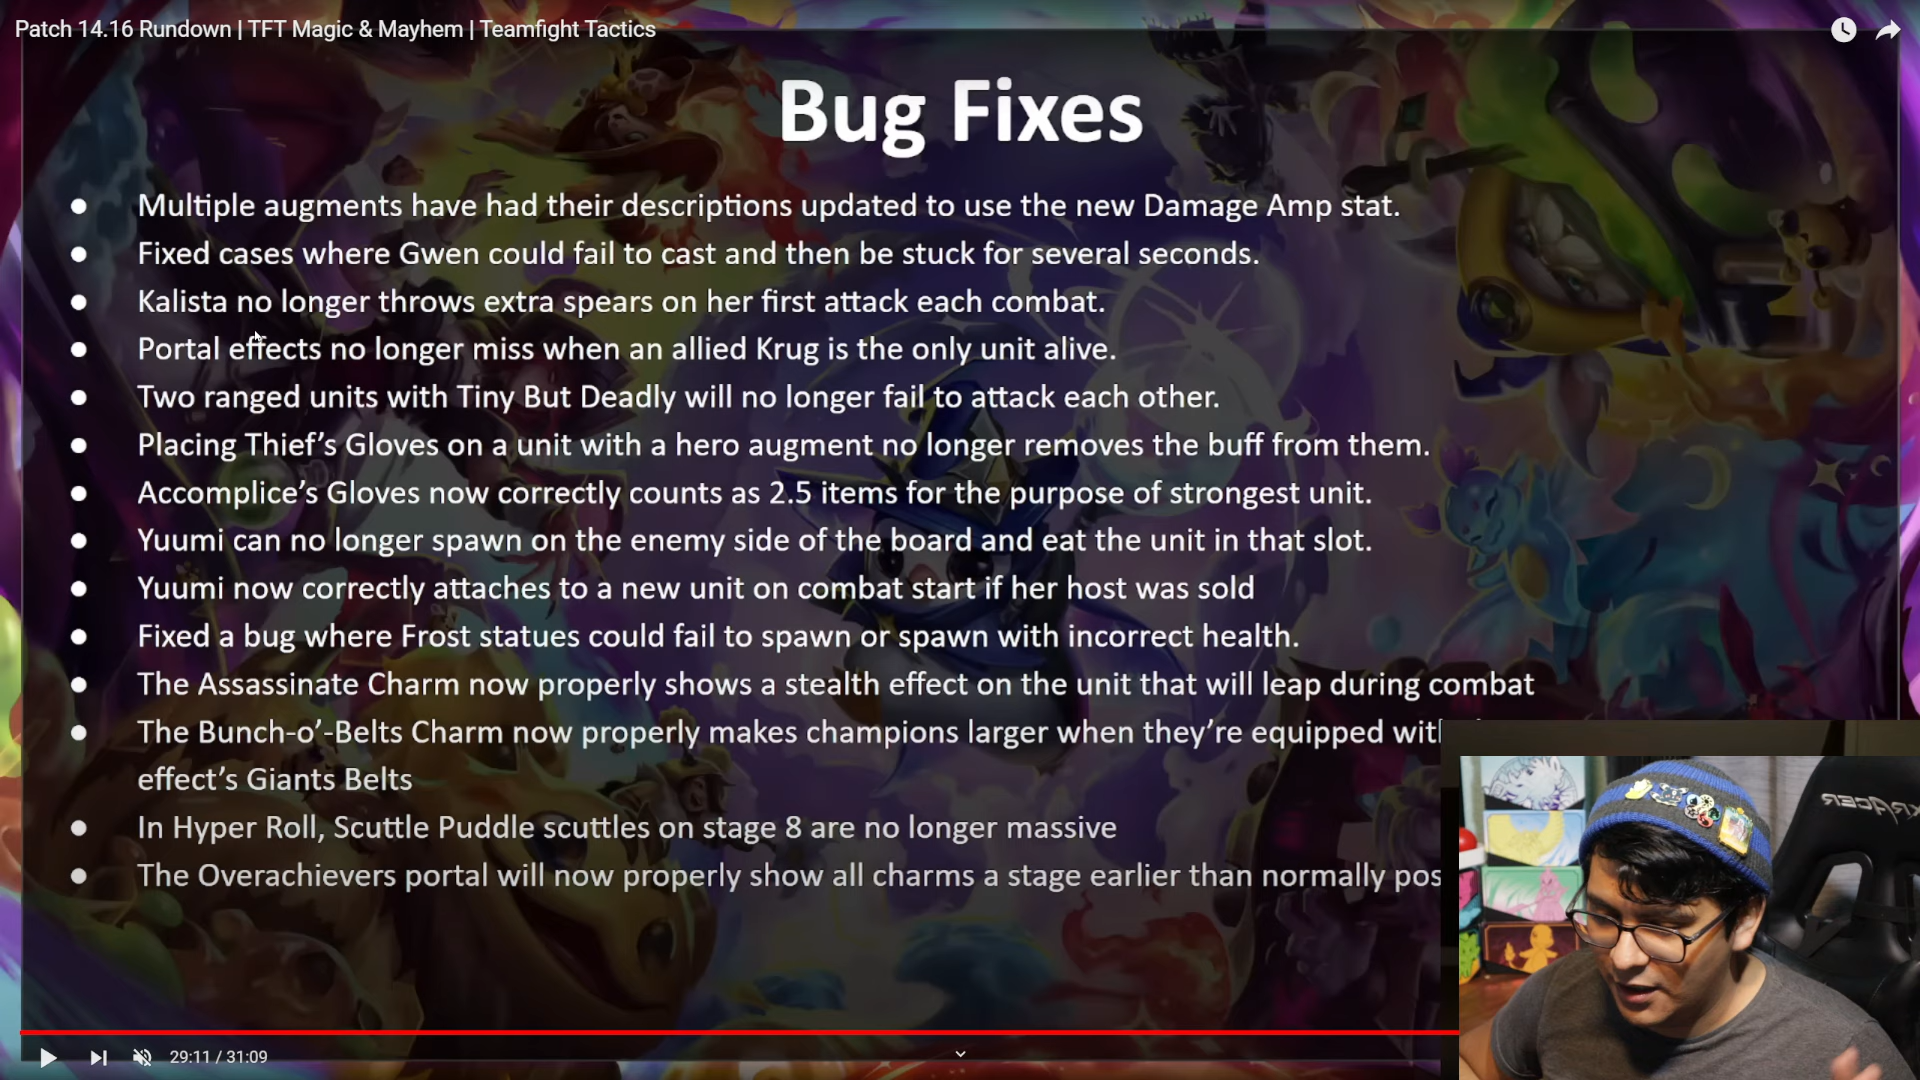 Patch 14.16 Rundown | TFT Magic & Mayhem | Teamfight Tactics
Bug Fixes
● Multiple augments have had their descriptions updated to use the new Damage Amp stat.
● Fixed cases where Gwen could fail to cast and then be stuck for several seconds.
● Kalista no longer throws extra spears on her first attack each combat.
● Portal effects no longer miss when an allied Krug is the only unit alive.
● Two ranged units with Tiny But Deadly will no longer fail to attack each other.
● Placing Thief’s Gloves on a unit with a hero augment no longer removes the buff from them.
● Accomplice’s Gloves now correctly counts as 2.5 items for the purpose of strongest unit.
● Yuumi can no longer spawn on the enemy side of the board and eat the unit in that slot.
● Yuumi now correctly attaches to a new unit on combat start if her host was sold
● Fixed a bug where Frost statues could fail to spawn or spawn with incorrect health.
● The Assassinate Charm now properly shows a stealth effect on the unit that will leap during combat
● The Bunch-o’-Belts Charm now properly makes champions larger when they’re equipped
effect’s Giants Belts
● In Hyper Roll, Scuttle Puddle scuttles on stage 8 are no longer massive
● The Overachievers portal will now properly show all charms a stage earlier than normally
29:11 / 31:09